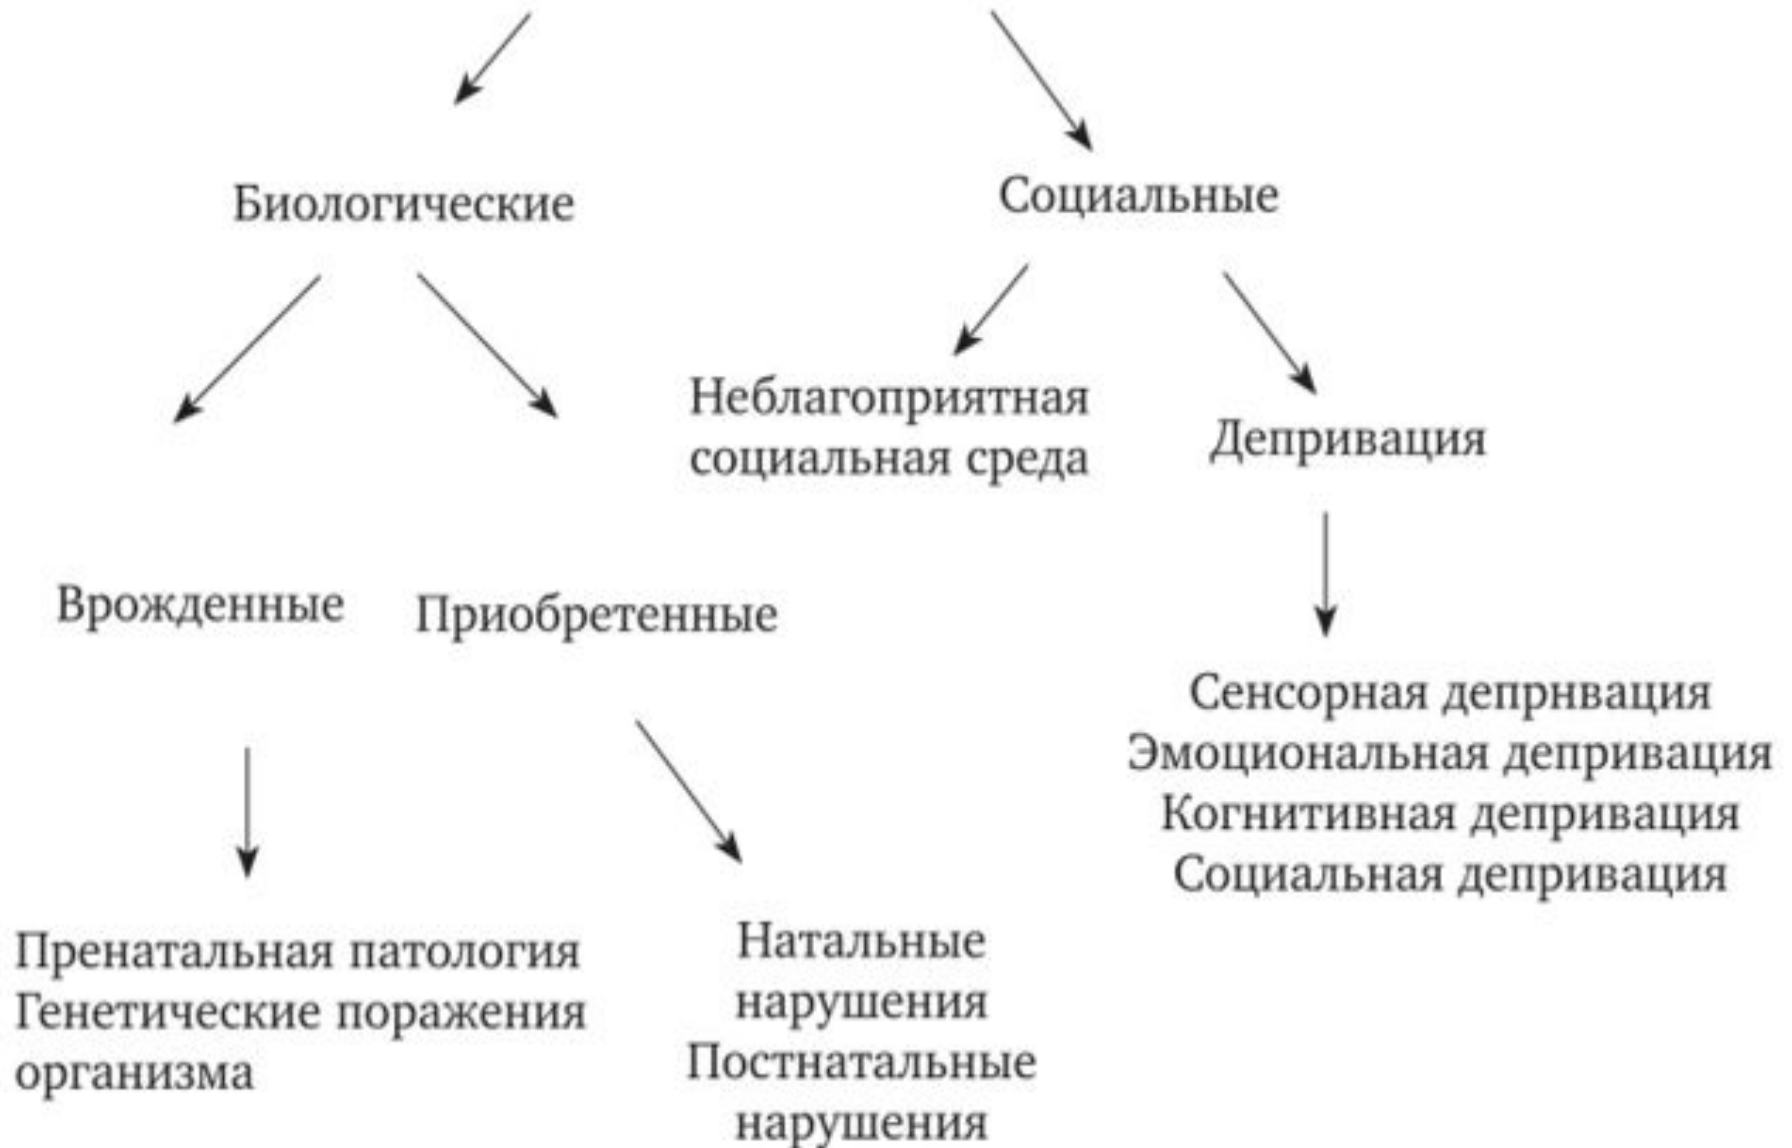 Биологические
Социальные
Неблагоприятная
социальная среда
Депривация
Врожденные
Приобретенные
Сенсорная депрнвация
Эмоциональная депривация
Когнитивная депривация
Социальная депривация
Пренатальная патология
Генетические поражения
организма
Натальные
нарушения
Постнатальные
нарушения